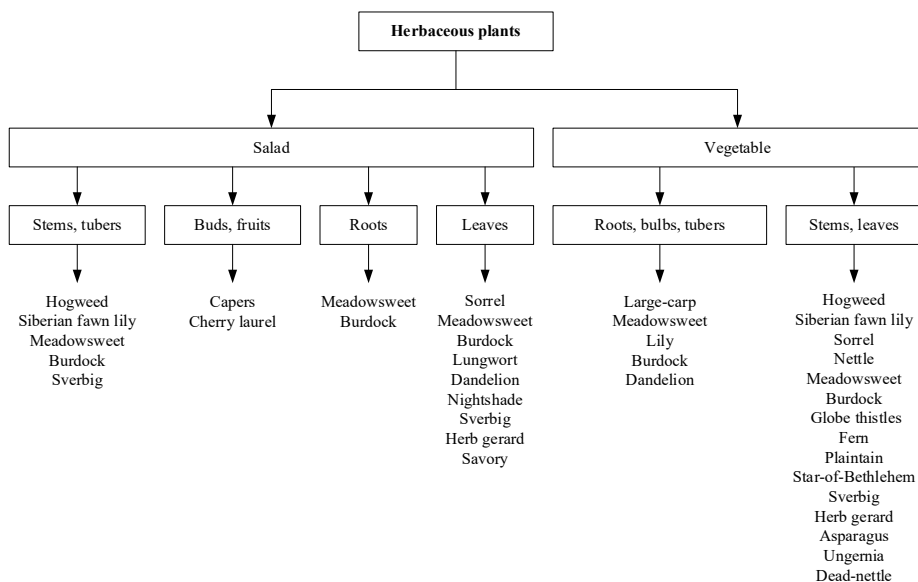 Herbaceous plants
Salad
Vegetable
Stems, tubers
Buds, fruits
Roots
Leaves
Roots, bulbs, tubers
Stems, leaves
Hogweed
Siberian fawn lily
Meadowsweet
Burdock
Sverbig
Capers
Cherry laurel
Meadowsweet
Burdock
Sorrel
Meadowsweet
Burdock
Lungwort
Dandelion
Nightshade
Sverbig
Herb gerard
Savory
Large-carp
Meadowsweet
Lily
Burdock
Dandelion
Hogweed
Siberian fawn lily
Sorrel
Nettle
Meadowsweet
Burdock
Globe thistles
Fern
Plaintain
Star-of-Bethlehem
Sverbig
Herb gerard
Asparagus
Ungernia
Dead-nettle